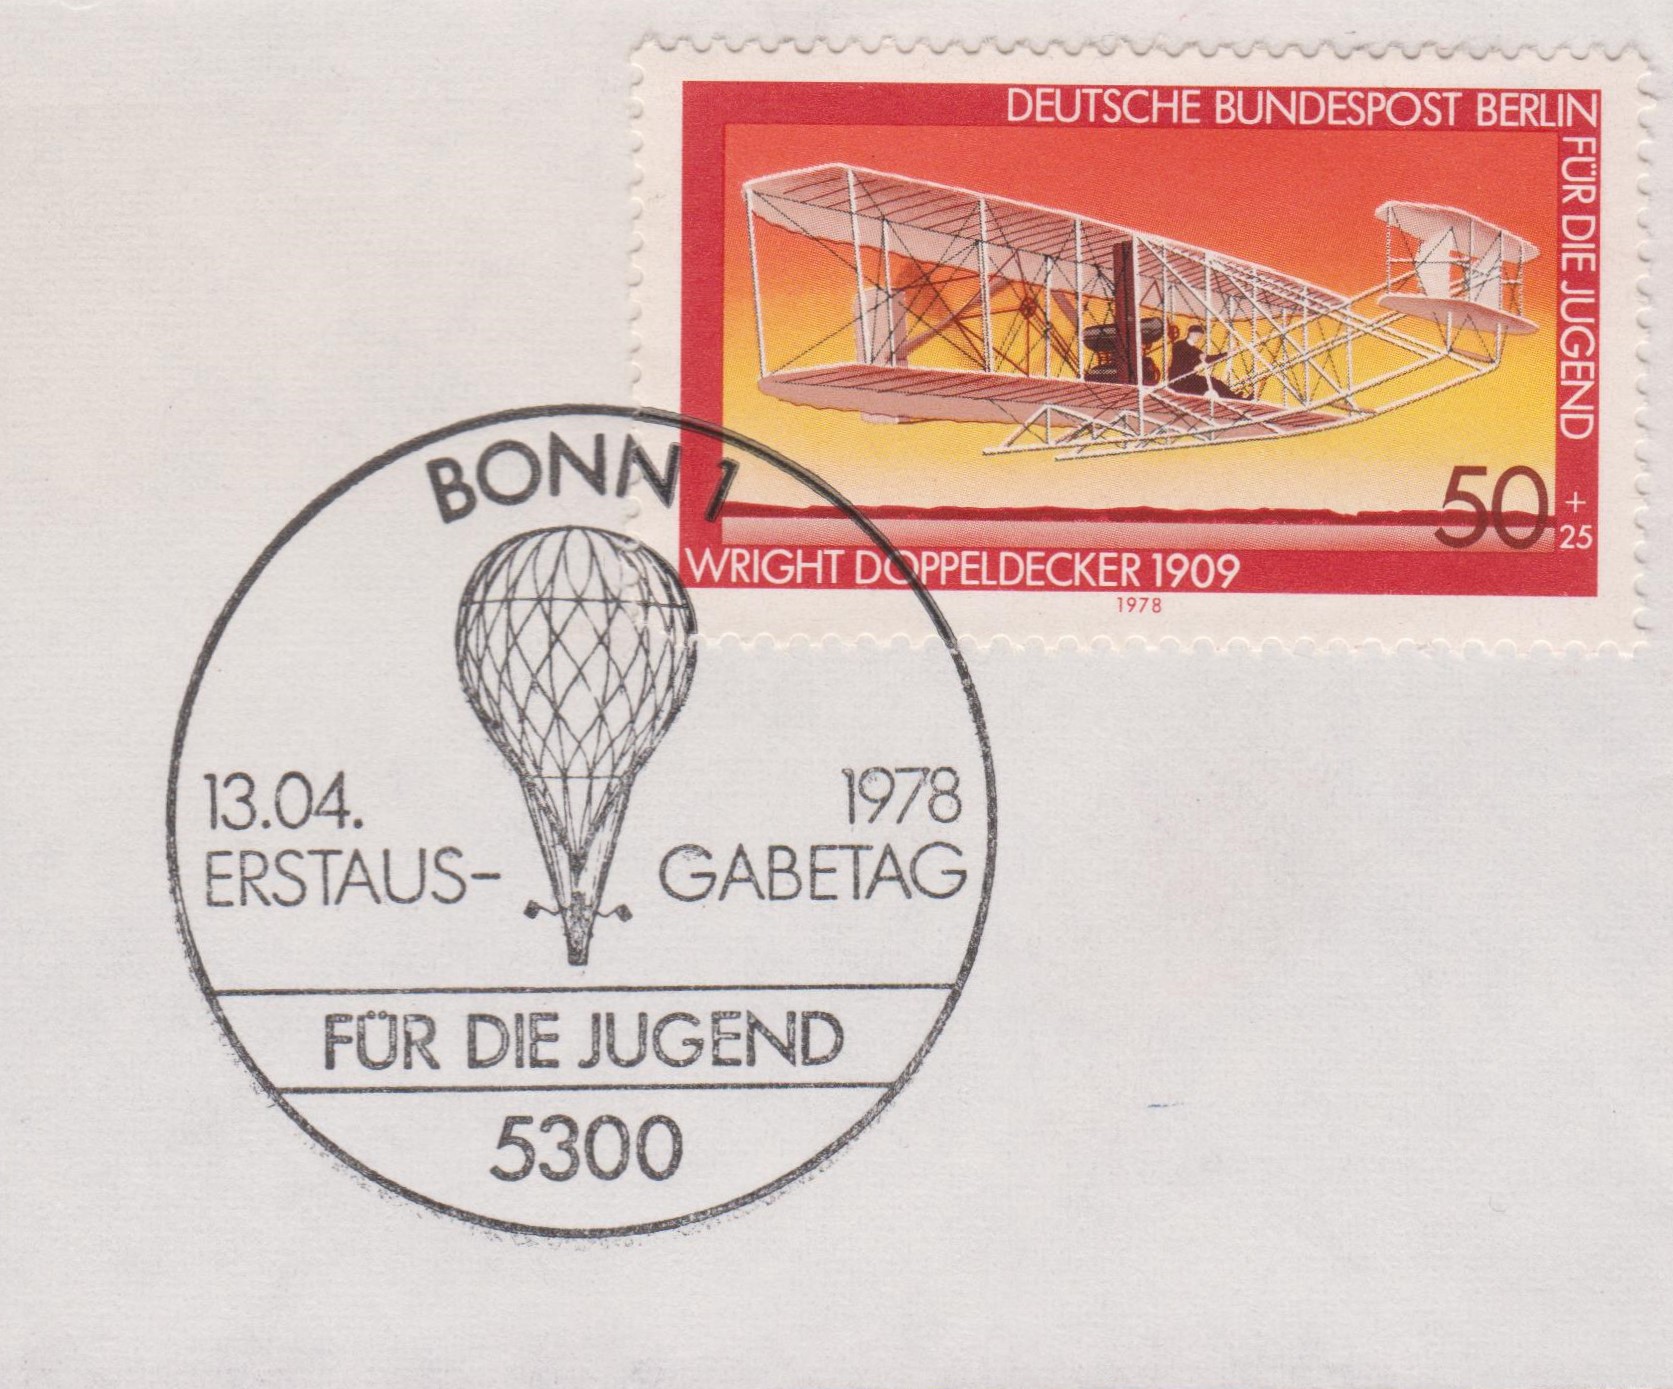 DEUTSCHE BUNDESPOST BERLIN
FÜR DIE JUGEND
50 + 25
WRIGHT DOPPELDECKER 1909
1978
BONN 1
13.04. 1978
ERSTAUS- GABETAG
FÜR DIE JUGEND
5300